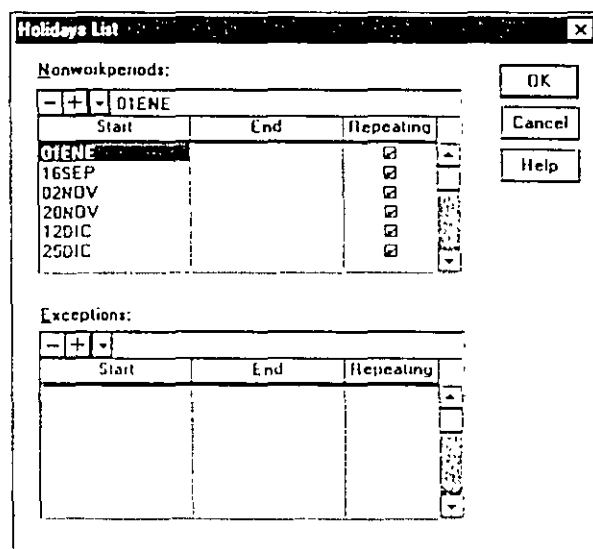 Holidays List
Nonworkperiods:
OK
01ENE
Start End Repeating
Cancel
01ENE
Help
16SEP
02NOV
20NOV
12DIC
25DIC
Exceptions:
Start End Repeating